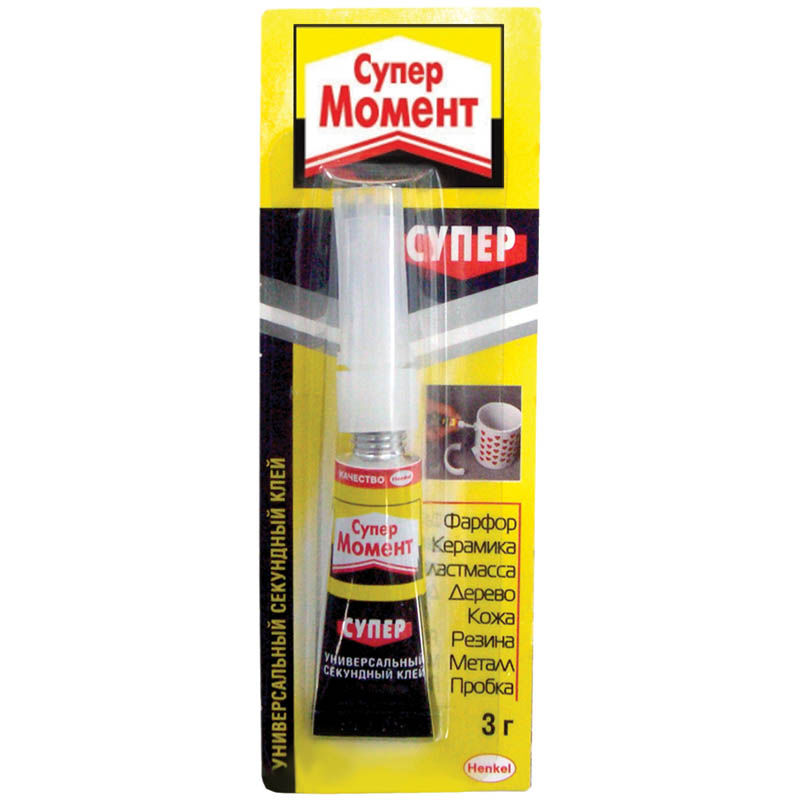 Супер
Момент
СУПЕР
УНИВЕРСАЛЬНЫЙ СЕКУНДНЫЙ КЛЕЙ
КАЧЕСТВО Henkel
Супер
Момент
СУПЕР
УНИВЕРСАЛЬНЫЙ
СЕКУНДНЫЙ КЛЕЙ
Фарфор
Керамика
ластмасса
Дерево
Кожа
Резина
Металл
Пробка
3 г
Henkel